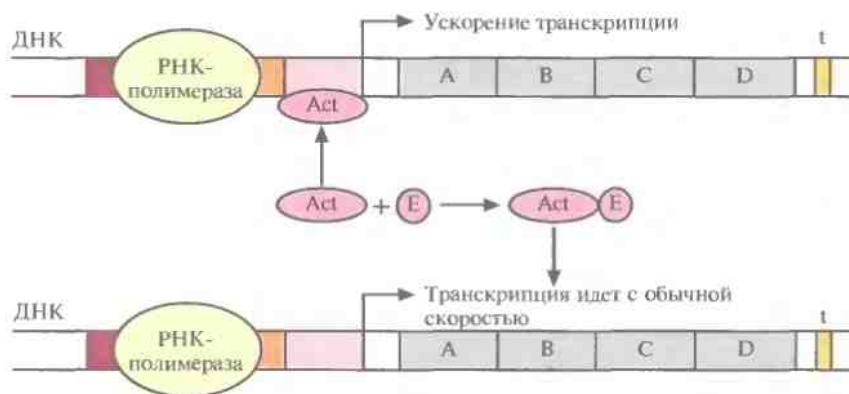 ДНК
Ускорение транскрипции
t
РНК-
полимераза
A B C D
Act
Act + E Act E
ДНК
Транскрипция идет с обычной
скоростью
t
РНК-
полимераза
A B C D